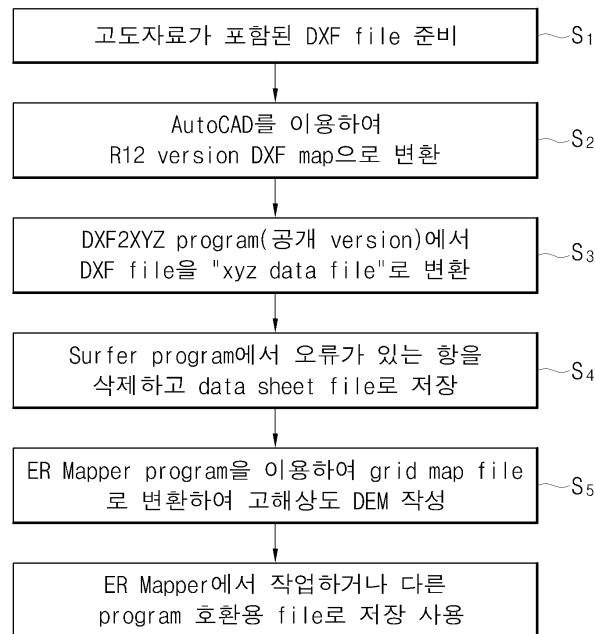 고도자료가 포함된 DXF file 준비
S1
AutoCAD를 이용하여
R12 version DXF map으로 변환
S2
DXF2XYZ program(공개 version)에서
DXF file을 "xyz data file"로 변환
S3
Surfer program에서 오류가 있는 항을
삭제하고 data sheet file로 저장
S4
ER Mapper program을 이용하여 grid map file
로 변환하여 고해상도 DEM 작성
S5
ER Mapper에서 작업하거나 다른
program 호환용 file로 저장 사용